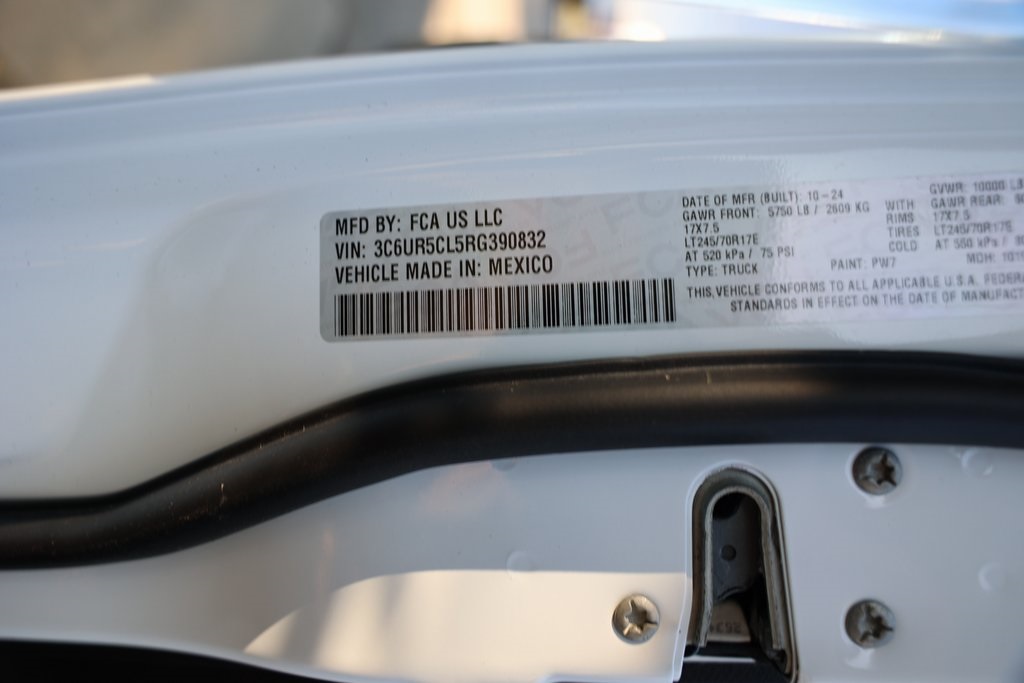 MFD BY: FCA US LLC
VIN: 3C6UR5CL5RG390832
VEHICLE MADE IN: MEXICO
DATE OF MFR (BUILT): 10-24
GAWR FRONT: 5750 LB / 2609 KG
17X7.5
LT245/70R17E
AT 520 kPa / 75 PSI
TYPE: TRUCK
PAINT: PW7
WITH
RIMS
TIRES
COLD
GVWR: 10000 LB
GAWR REAR:
17X7.5
LT245/70R17E
AT 560 kPa /
MDH:
THIS VEHICLE CONFORMS TO ALL APPLICABLE U.S.A.
STANDARDS IN EFFECT ON THE DATE OF